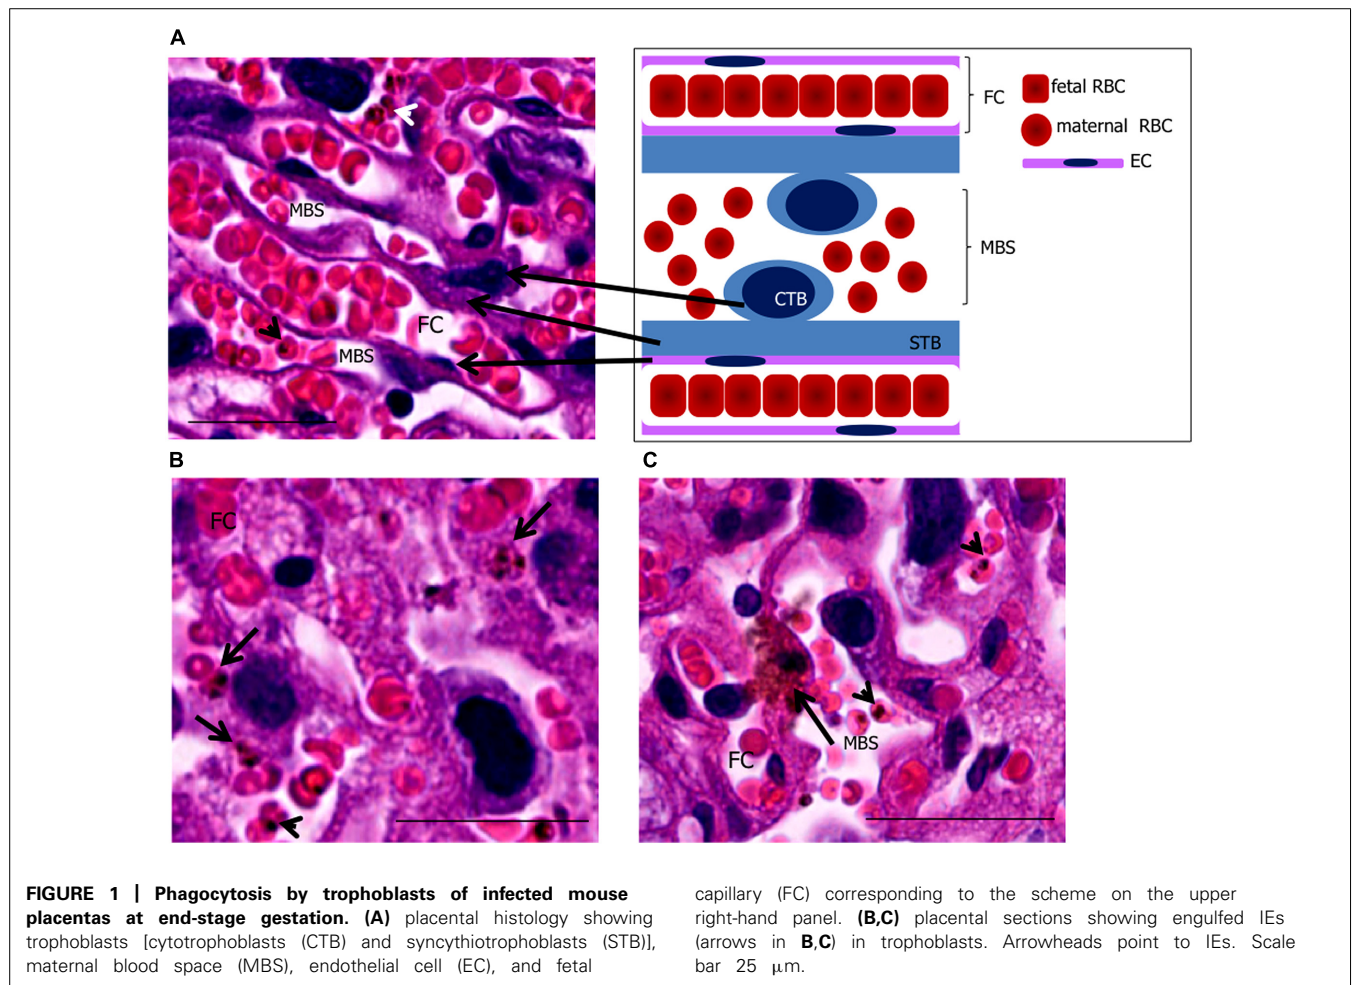 A
MBS
FC
MBS
FC
fetal RBC
maternal RBC
EC
MBS
CTB
STB
B
FC
C
MBS
FC
FIGURE 1 | Phagocytosis by trophoblasts of infected mouse
placentas at end-stage gestation. (A) placental histology showing
trophoblasts [cytotrophoblasts (CTB) and syncythiotrophoblasts (STB)],
maternal blood space (MBS), endothelial cell (EC), and fetal
capillary (FC) corresponding to the scheme on the upper
right-hand panel. (B,C) placental sections showing engulfed IEs
(arrows in B,C) in trophoblasts. Arrowheads point to IEs. Scale
bar 25 μm.